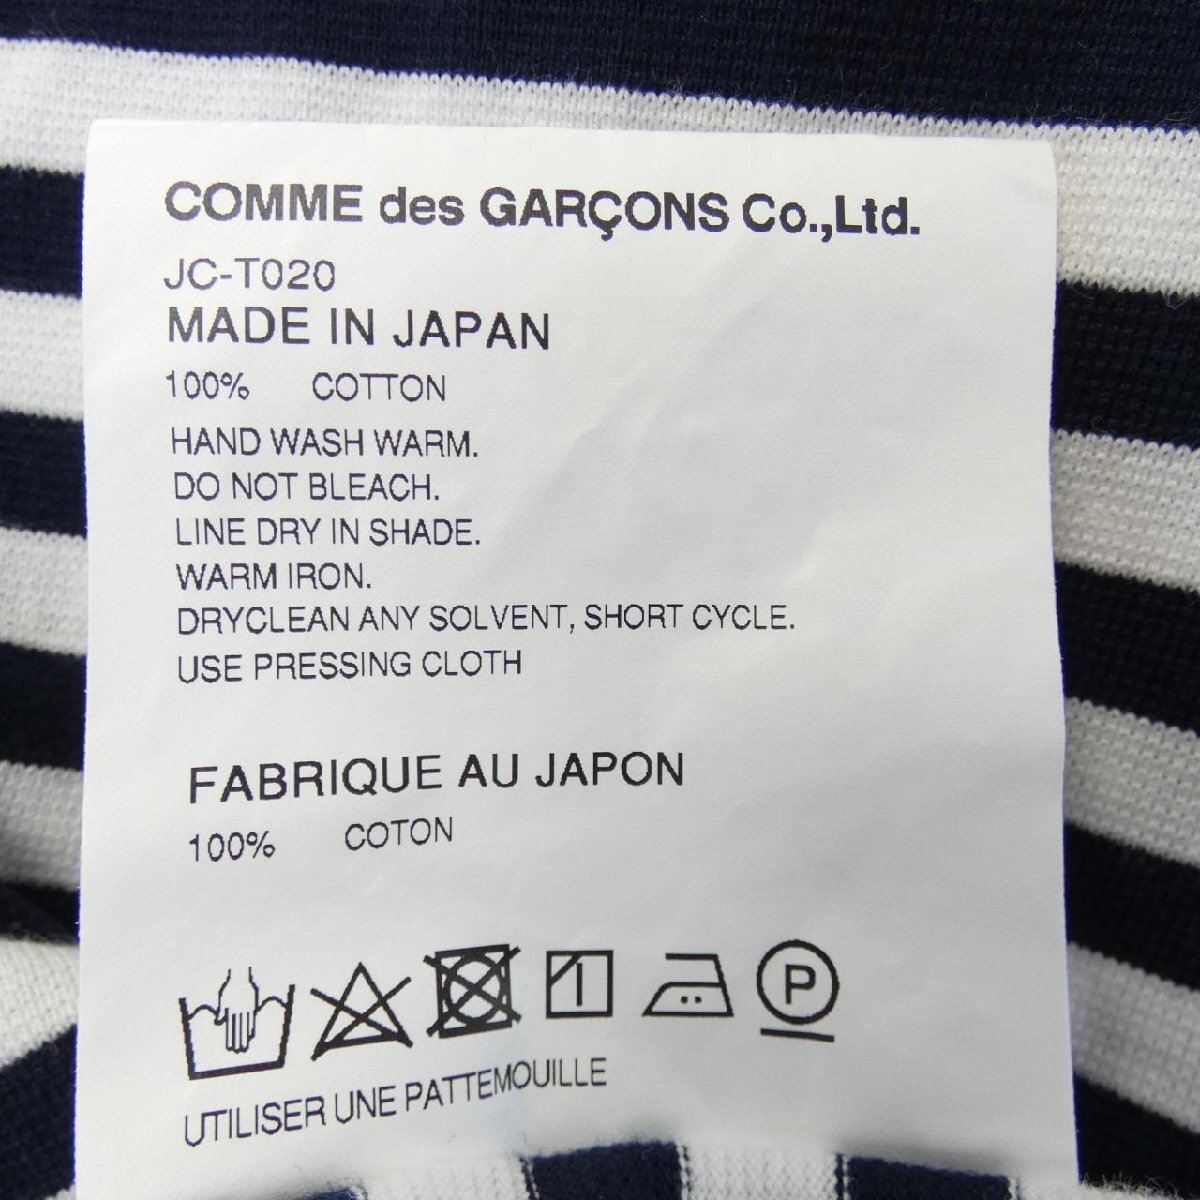 COMME des GARÇONS Co.,Ltd.
JC-T020
MADE IN JAPAN
100% COTTON
HAND WASH WARM.
DO NOT BLEACH.
LINE DRY IN SHADE.
WARM IRON.
DRYCLEAN ANY SOLVENT, SHORT CYCLE.
USE PRESSING CLOTH
FABRIQUE AU JAPON
100% COTON
P
UTILISER UNE PATTEMOUILLE